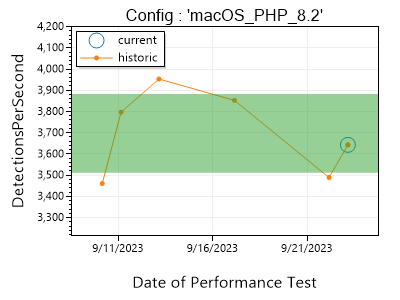 Config : 'macOS_PHP_8.2'
current
historic
DetectionsPerSecond
4,200
4,100
4,000
3,900
3,800
3,700
3,600
3,500
3,400
3,300
9/11/2023 9/16/2023 9/21/2023
Date of Performance Test